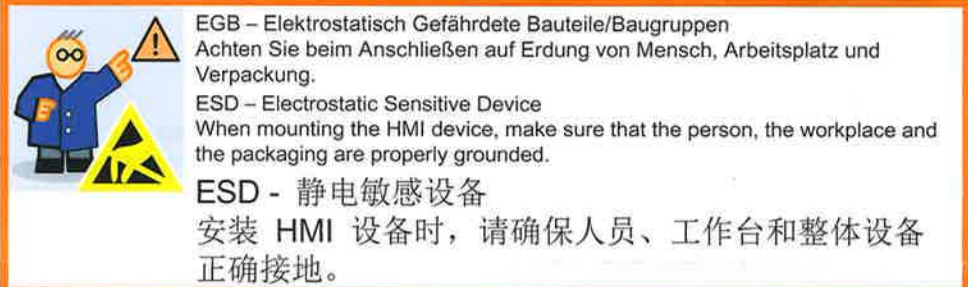 EGB – Elektrostatisch Gefährdete Bauteile/Baugruppen
Achten Sie beim Anschließen auf Erdung von Mensch, Arbeitsplatz und
Verpackung.
ESD – Electrostatic Sensitive Device
When mounting the HMI device, make sure that the person, the workplace and
the packaging are properly grounded.
ESD - 静电敏感设备
安装 HMI 设备时，请确保人员、工作台和整体设备
正确接地。